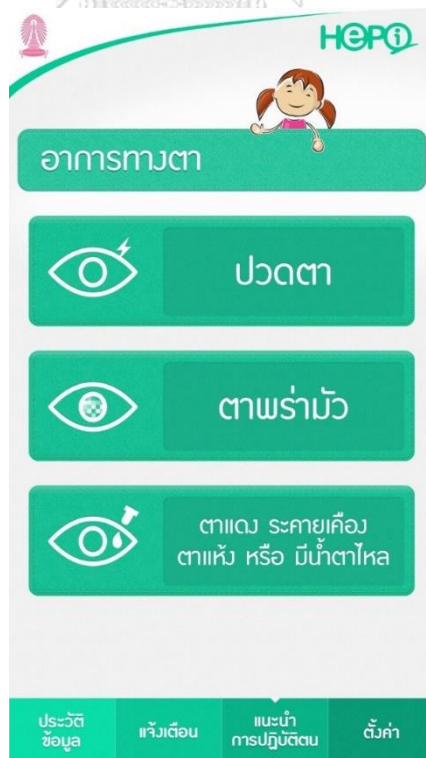 HEPI
อาการทางตา
ปวดตา
ตาพร่ามัว
ตาแดง ระคายเคือง
ตาแห้ง หรือ มีน้ำตาไหล
ประวัติ
ข้อมูล
แจ้งเตือน
แนะนำ
การปฏิบัติตน
ตั้งค่า